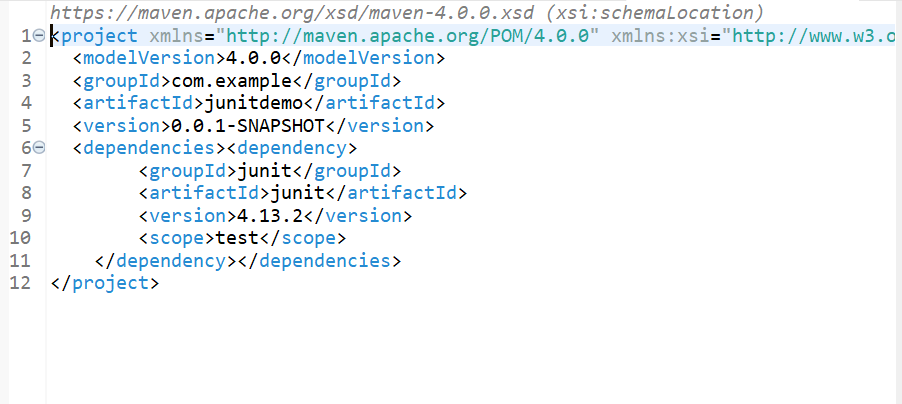 https://maven.apache.org/xsd/maven-4.0.0.xsd (xsi:schemaLocation)
1 <project xmlns="http://maven.apache.org/POM/4.0.0" xmlns:xsi="http://www.w3.o
2 <modelVersion>4.0.0</modelVersion>
3 <groupId>com.example</groupId>
4 <artifactId>junitdemo</artifactId>
5 <version>0.0.1-SNAPSHOT</version>
6 <dependencies><dependency>
7 <groupId>junit</groupId>
8 <artifactId>junit</artifactId>
9 <version>4.13.2</version>
10 <scope>test</scope>
11 </dependency></dependencies>
12 </project>